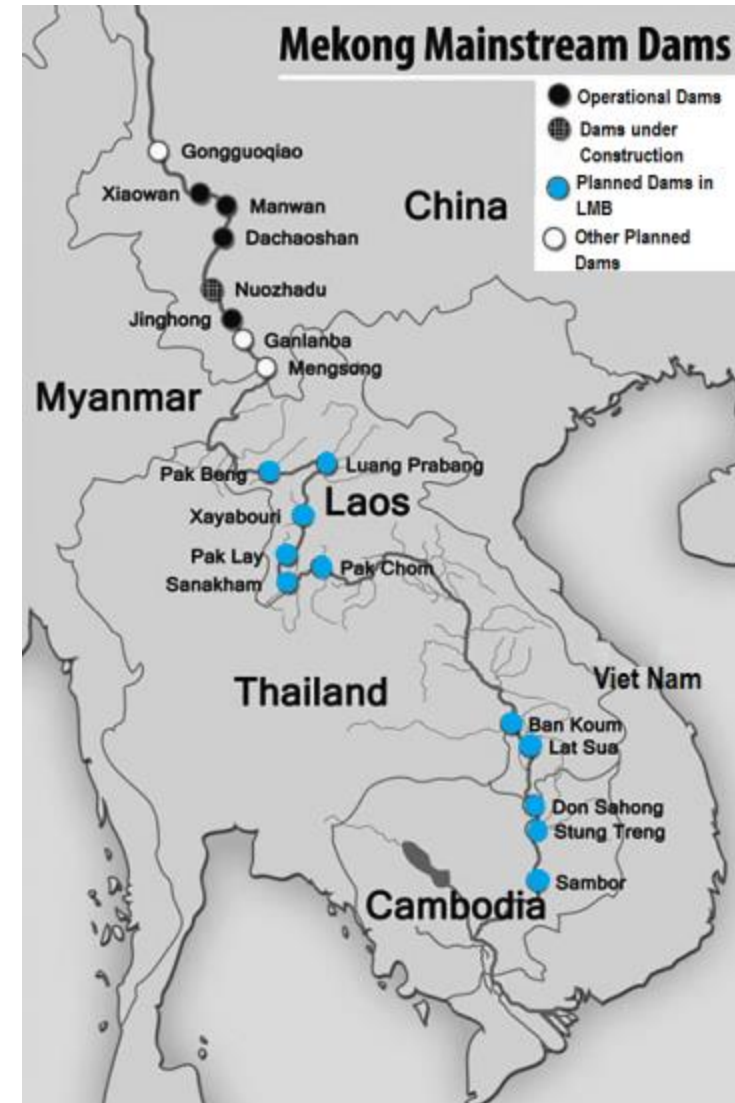 Mekong Mainstream Dams
Operational Dams
Dams under
Construction
Planned Dams in
LMB
Other Planned
Dams
Gongguoqiao
Xiaowan
Manwan
China
Dachaoshan
Nuozhadu
Jinghong
Ganlanba
Mengsong
Myanmar
Luang Prabang
Pak Beng
Laos
Xayabouri
Pak Lay
Pak Chom
Sanakham
Viet Nam
Thailand
Ban Koum
Lat Sua
Don Sahong
Stung Treng
Sambor
Cambodia